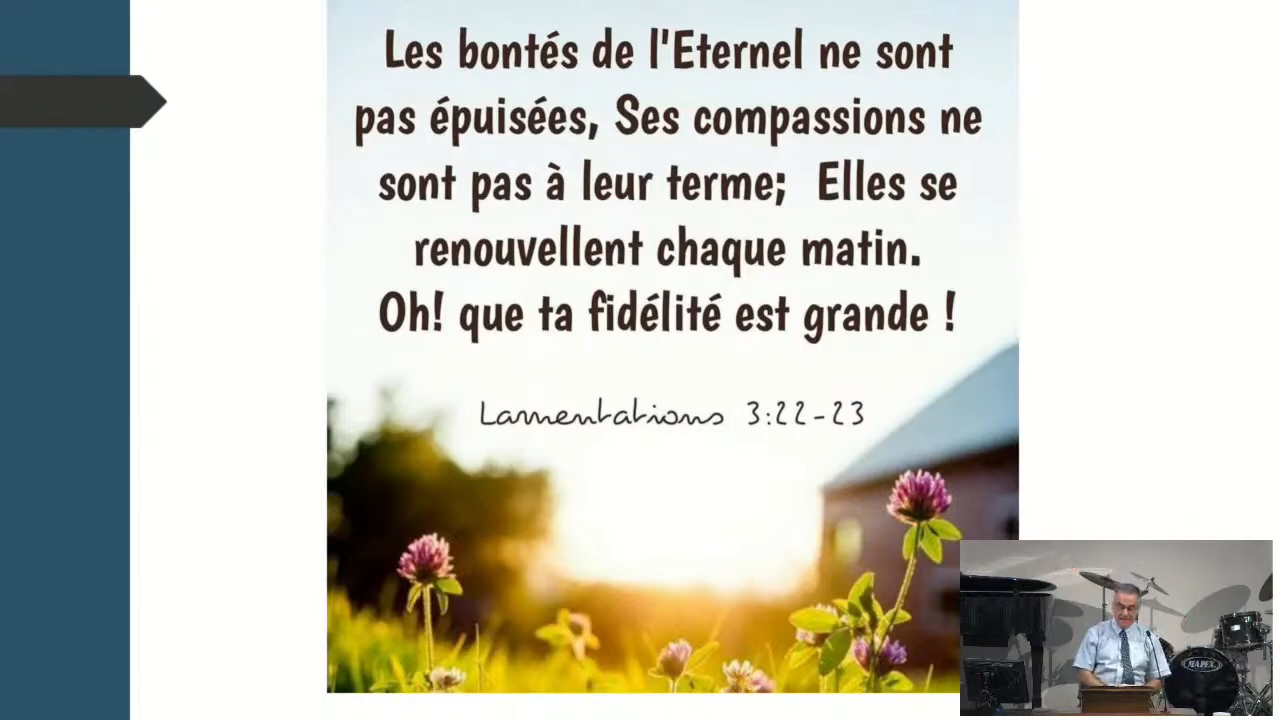 Les bontés de l'Eternel ne sont
pas épuisées, Ses compassions ne
sont pas à leur terme;  Elles se
renouvellent chaque matin.
Oh! que ta fidélité est grande !
Lamentations 3:22-23
MAPEX